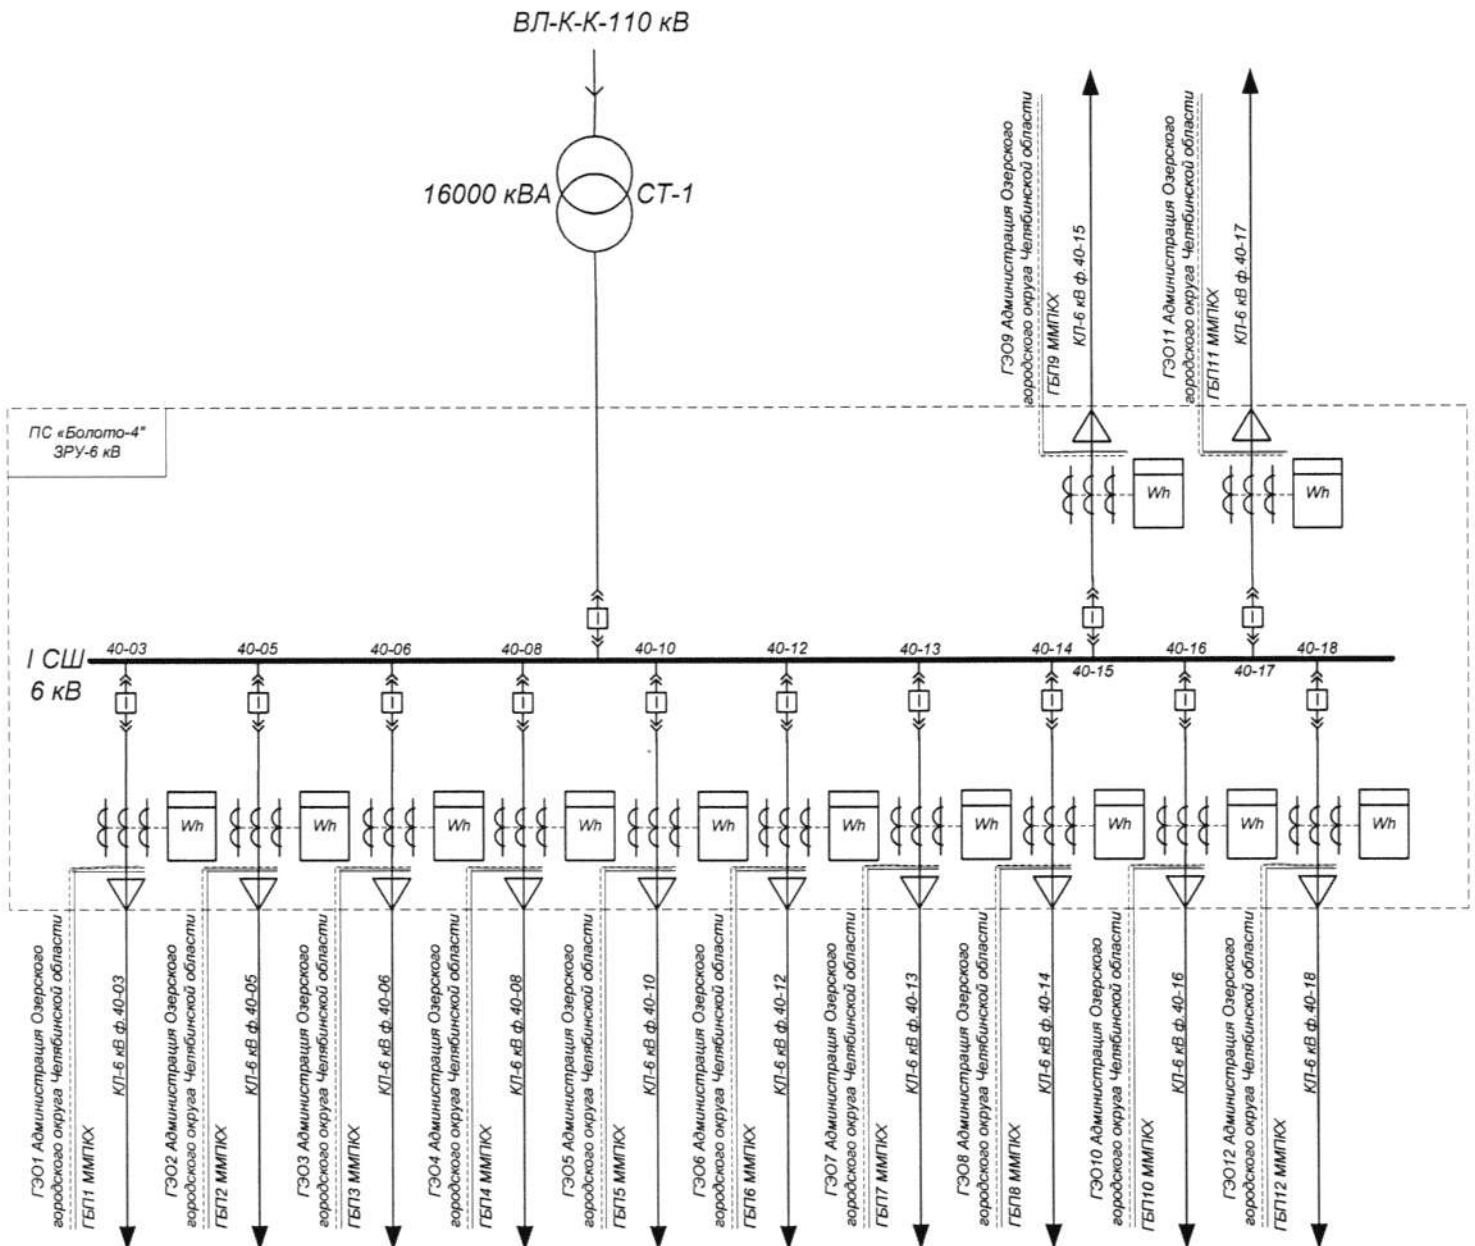 ВЛ-К-К-110 кВ
16000 кВА
СТ-1
ГЭО9 Администрация Озерского
городского округа Челябинской области
ГБП9 ММПКХ
КЛ-6 кВ ф.40-15
ГЭО11 Администрация Озерского
городского округа Челябинской области
ГБП11 ММПКХ
КЛ-6 кВ ф.40-17
ПС «Болото-4"
ЗРУ-6 кВ
Wh
Wh
I СШ
6 кВ
40-03
40-05
40-06
40-08
40-10
40-12
40-13
40-14
40-15
40-16
40-17
40-18
Wh
Wh
Wh
Wh
Wh
Wh
Wh
Wh
Wh
Wh
ГЭО1 Администрация Озерского
городского округа Челябинской области
ГБП1 ММПКХ
КЛ-6 кВ ф.40-03
ГЭО2 Администрация Озерского
городского округа Челябинской области
ГБП2 ММПКХ
КЛ-6 кВ ф.40-05
ГЭО3 Администрация Озерского
городского округа Челябинской области
ГБП3 ММПКХ
КЛ-6 кВ ф.40-06
ГЭО4 Администрация Озерского
городского округа Челябинской области
ГБП4 ММПКХ
КЛ-6 кВ ф.40-08
ГЭО5 Администрация Озерского
городского округа Челябинской области
ГБП5 ММПКХ
КЛ-6 кВ ф.40-10
ГЭО6 Администрация Озерского
городского округа Челябинской области
ГБП6 ММПКХ
КЛ-6 кВ ф.40-12
ГЭО7 Администрация Озерского
городского округа Челябинской области
ГБП7 ММПКХ
КЛ-6 кВ ф.40-13
ГЭО8 Администрация Озерского
городского округа Челябинской области
ГБП8 ММПКХ
КЛ-6 кВ ф.40-14
ГЭО10 Администрация Озерского
городского округа Челябинской области
ГБП10 ММПКХ
КЛ-6 кВ ф.40-16
ГЭО12 Администрация Озерского
городского округа Челябинской области
ГБП12 ММПКХ
КЛ-6 кВ ф.40-18